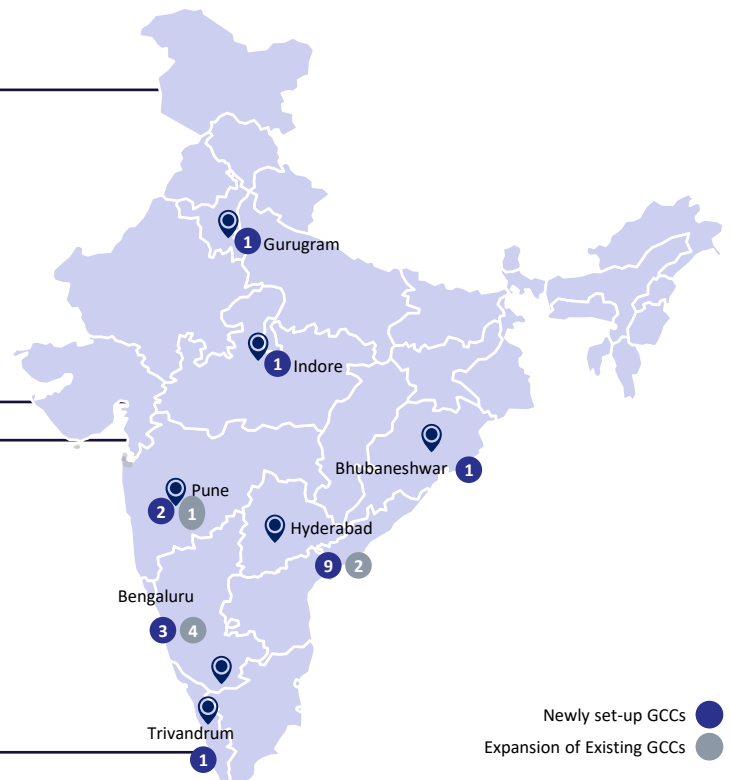 1 Gurugram
1 Indore
Bhubaneshwar 1
Pune
2 1
Hyderabad
9 2
Bengaluru
3 4
Trivandrum
1
Newly set-up GCCs
Expansion of Existing GCCs